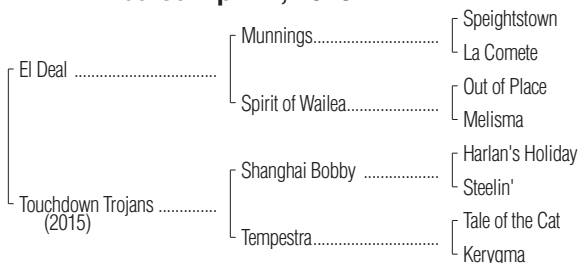 Speightstown
Munnings
La Comete
El Deal
Out of Place
Spirit of Wailea
Melisma
Harlan's Holiday
Shanghai Bobby
Steelin'
Touchdown Trojans
(2015)
Tale of the Cat
Tempestra
Kerygma